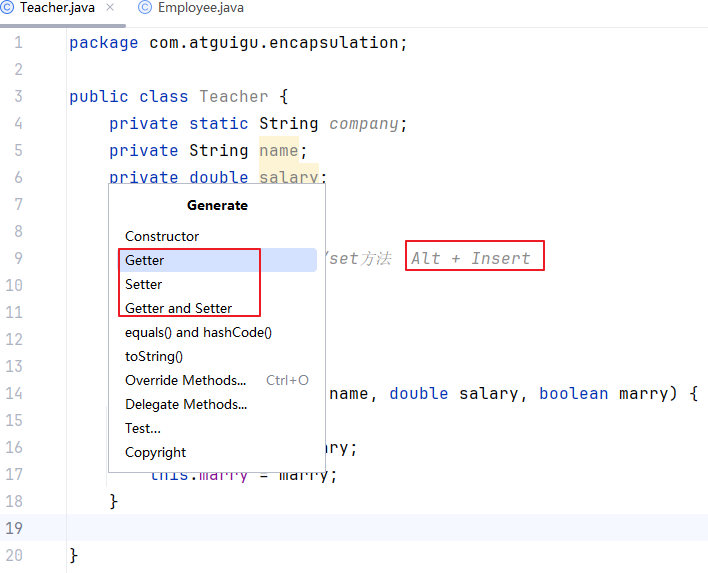 Teacher.java Employee.java
1 package com.atguigu.encapsulation;
2
3 public class Teacher {
4 private static String company;
5 private String name;
6 private double salary;
7
Generate
8
Constructor
9 Getter /set方法 Alt + Insert
10 Setter
11 Getter and Setter
12 equals() and hashCode()
13 toString()
Override Methods... Ctrl+O
14 name, double salary, boolean marry) {
Delegate Methods...
15 Test...
16 Copyright ary;
17 this.marry = marry;
18 }
19
20 }